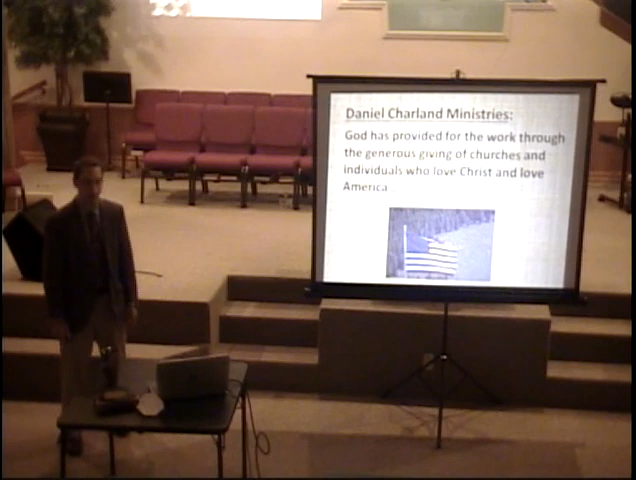 Daniel Charland Ministries:
God has provided for the work through
the generous giving of churches and
individuals who love Christ and love
America